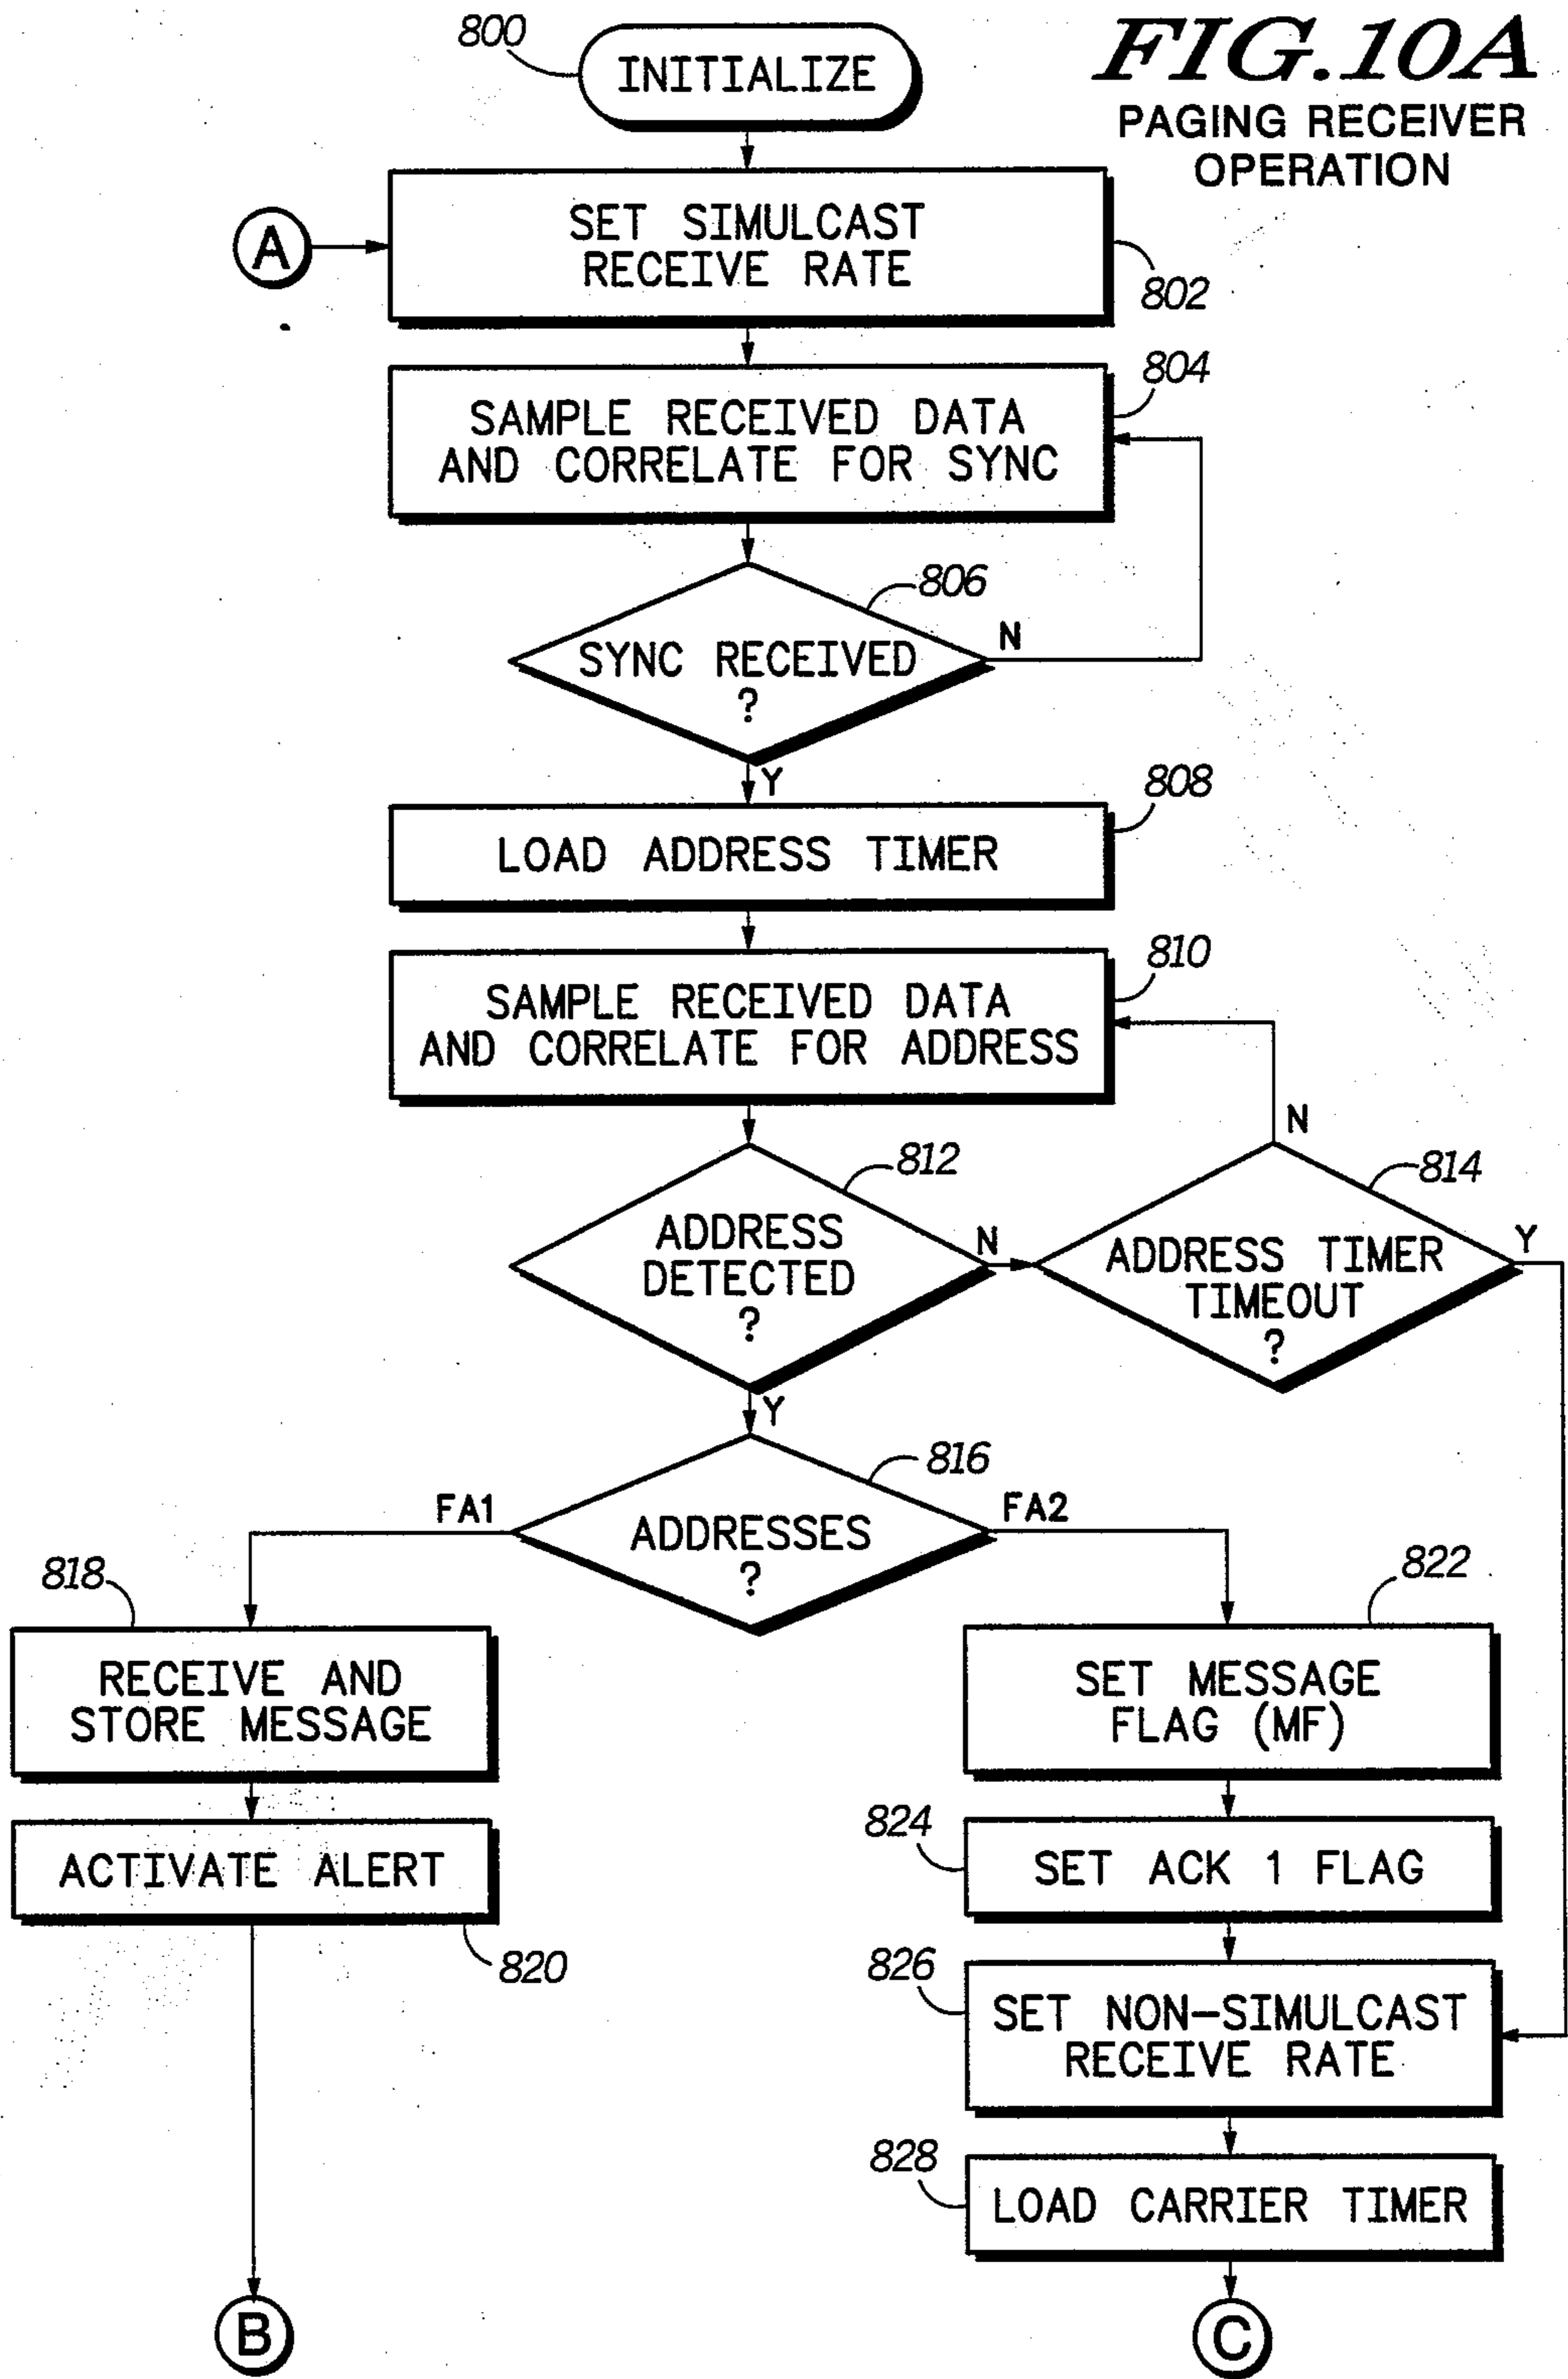 FIG.10A
PAGING RECEIVER
OPERATION
800
INITIALIZE
A
SET SIMULCAST
RECEIVE RATE
802
804
SAMPLE RECEIVED DATA
AND CORRELATE FOR SYNC
806
SYNC RECEIVED
?
N
Y
808
LOAD ADDRESS TIMER
810
SAMPLE RECEIVED DATA
AND CORRELATE FOR ADDRESS
812
ADDRESS
DETECTED
?
N
Y
814
ADDRESS TIMER
TIMEOUT
?
N
Y
816
ADDRESSES
?
FA1
FA2
818
RECEIVE AND
STORE MESSAGE
ACTIVATE ALERT
820
B
822
SET MESSAGE
FLAG (MF)
824
SET ACK 1 FLAG
826
SET NON-SIMULCAST
RECEIVE RATE
828
LOAD CARRIER TIMER
C